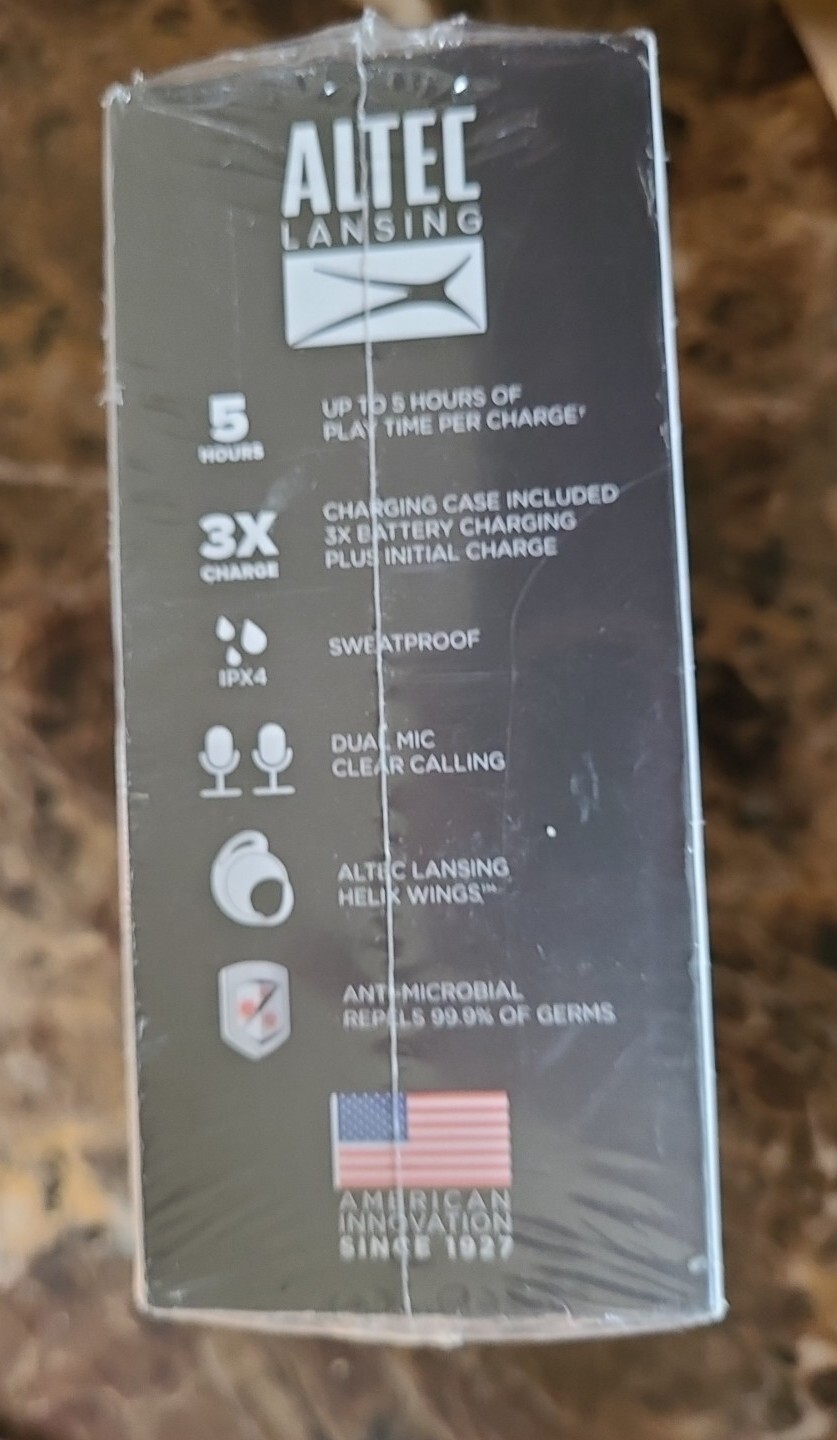 ALTEC
LANSING
5
HOURS
UP TO 5 HOURS OF
PLAY TIME PER CHARGE†
3X
CHARGE
CHARGING CASE INCLUDED
3X BATTERY CHARGING
PLUS INITIAL CHARGE
IPX4
SWEATPROOF
DUAL MIC
CLEAR CALLING
ALTEC LANSING
HELIX WINGS™
ANTI-MICROBIAL
REPELS 99.9% OF GERMS
AMERICAN
INNOVATION
SINCE 1927